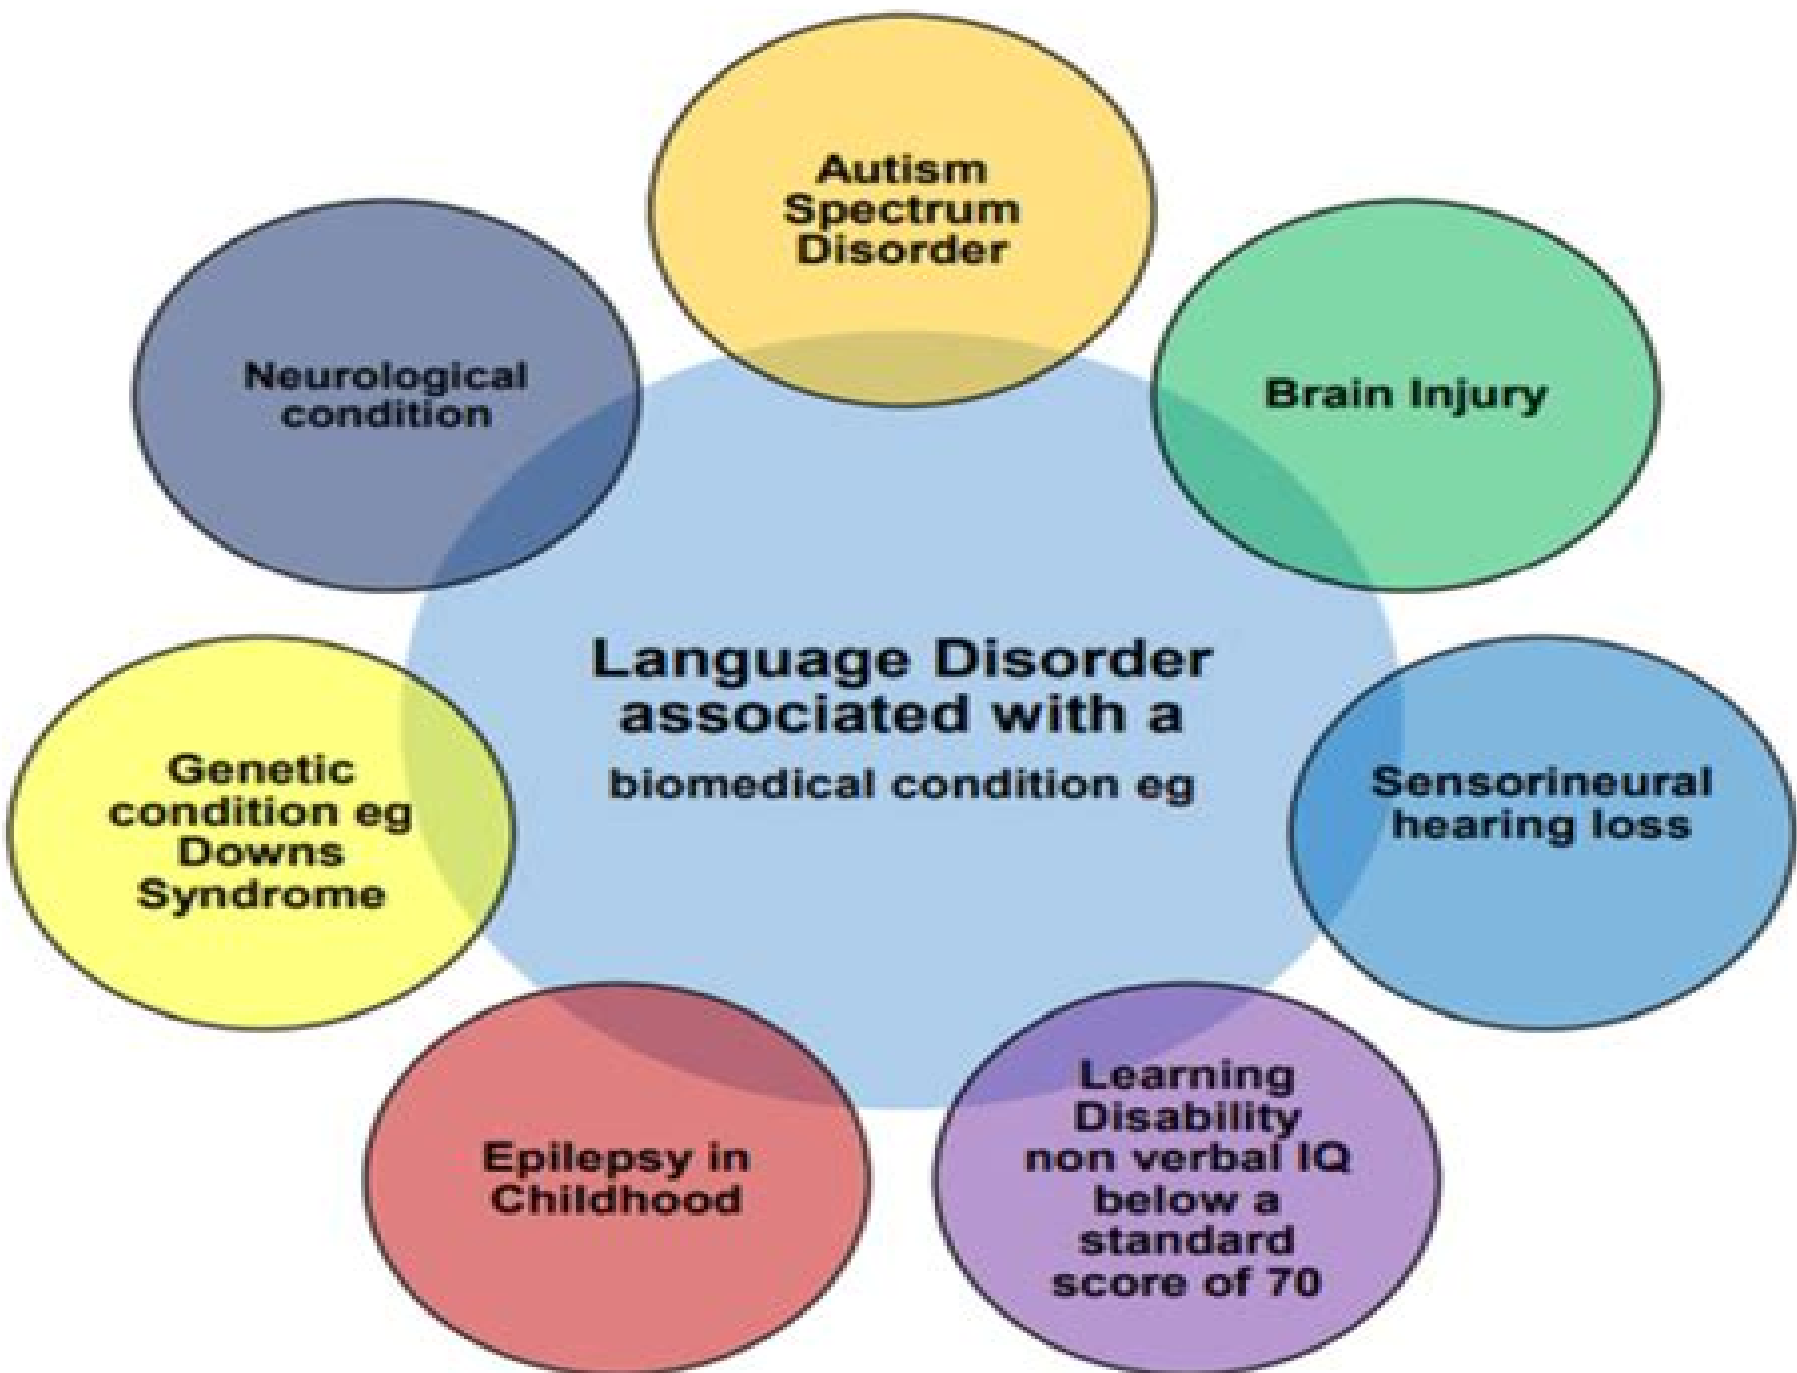 Autism
Spectrum
Disorder
Neurological
condition
Brain Injury
Language Disorder
associated with a
biomedical condition eg
Genetic
condition eg
Downs
Syndrome
Sensorineural
hearing loss
Epilepsy in
Childhood
Learning
Disability
non verbal IQ
below a
standard
score of 70